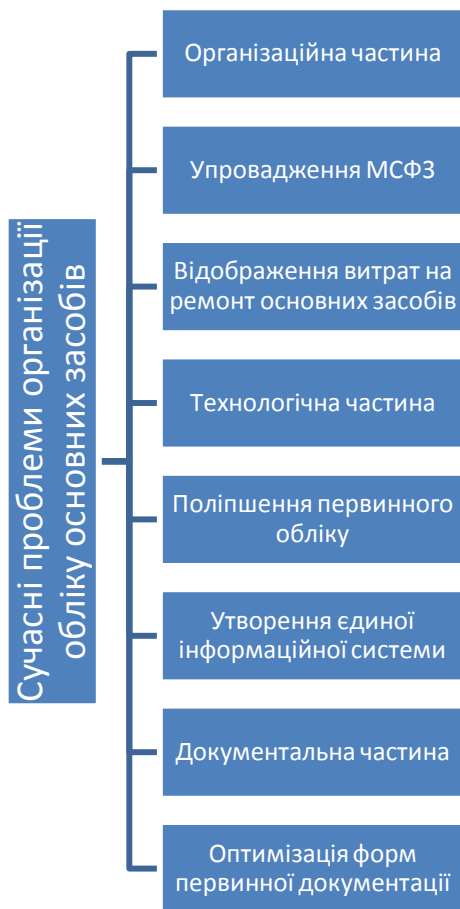 Сучасні проблеми організації
обліку основних засобів
Організаційна частина
Упровадження МСФЗ
Відображення витрат на
ремонт основних засобів
Технологічна частина
Поліпшення первинного
обліку
Утворення єдиної
інформаційної системи
Документальна частина
Оптимізація форм
первинної документації